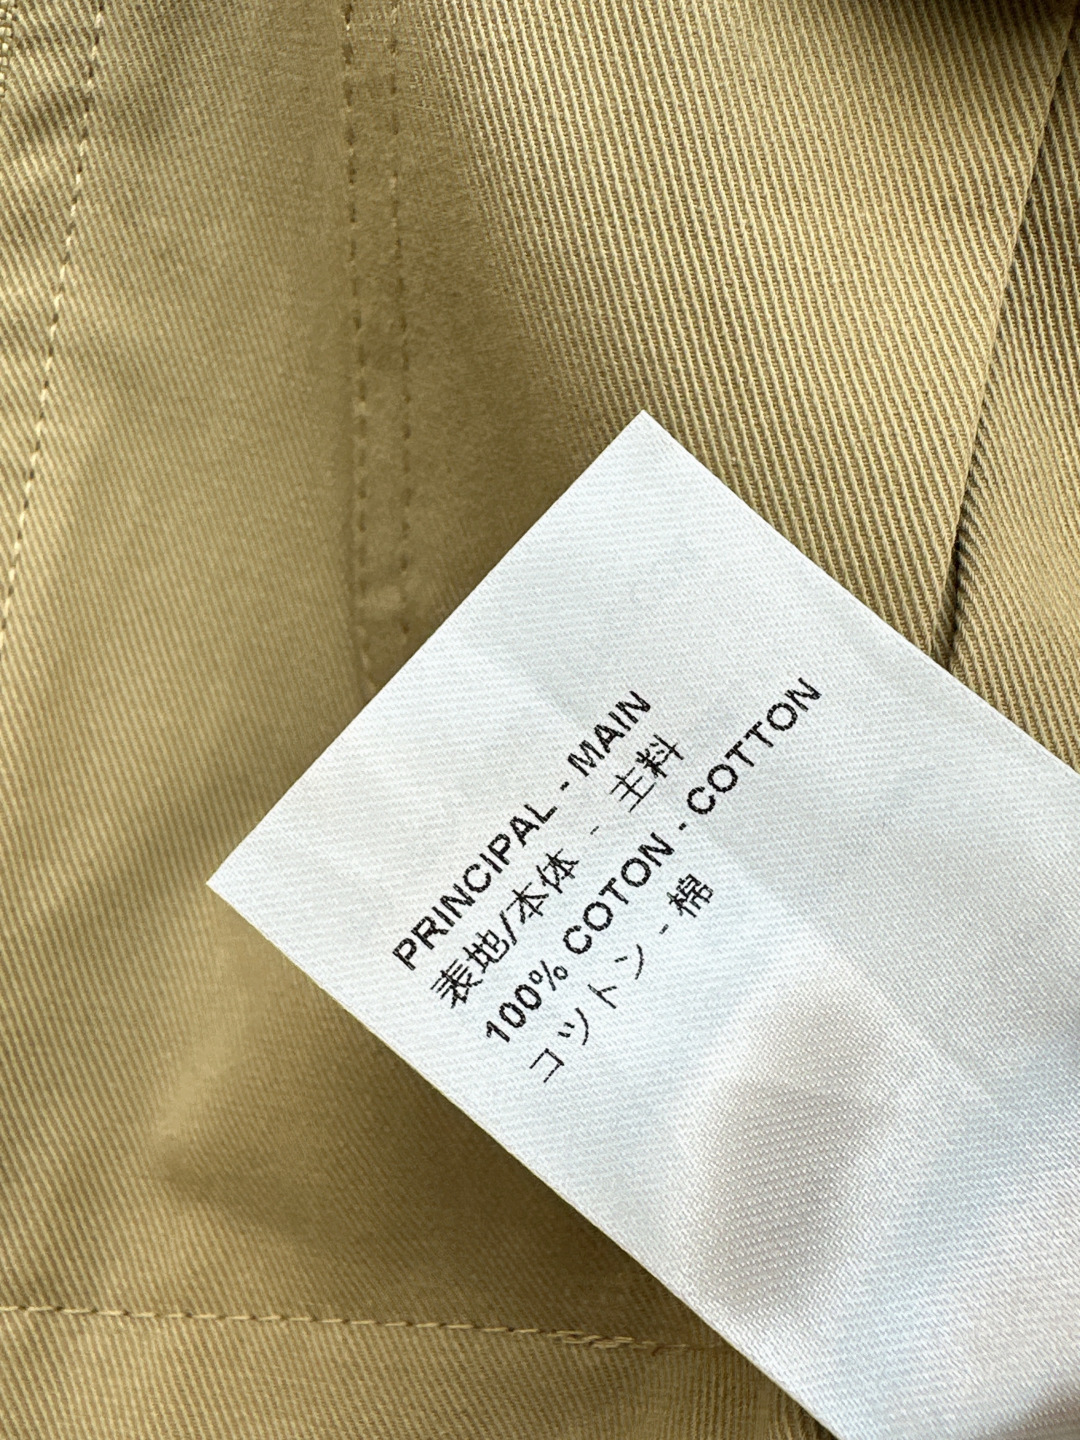 PRINCIPAL - MAIN
表地/本体 - 主料
100% COTON - COTTON
コットン - 棉